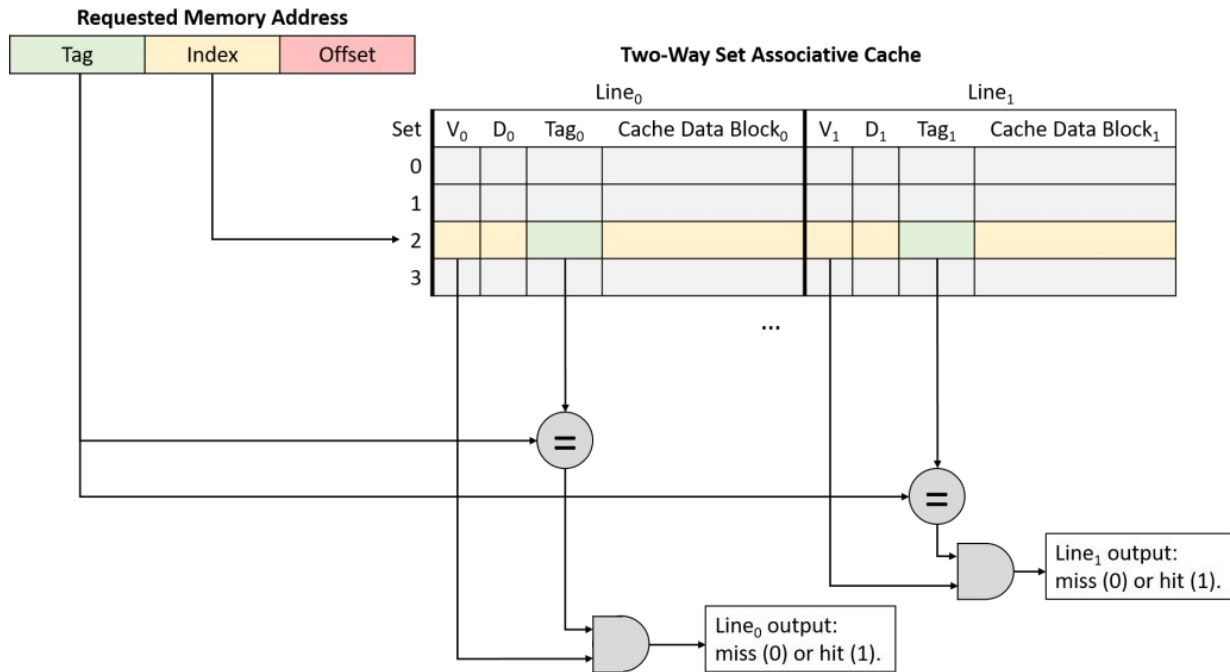 Requested Memory Address
Tag Index Offset
Two-Way Set Associative Cache
Line₀ Line₁
Set V₀ D₀ Tag₀ Cache Data Block₀ V₁ D₁ Tag₁ Cache Data Block₁
0
1
2
3
...
=
=
Line₁ output:
miss (0) or hit (1).
Line₀ output:
miss (0) or hit (1).